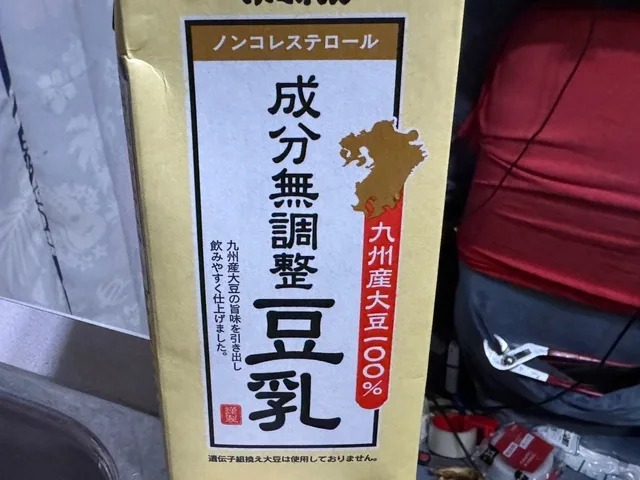 ノンコレステロール
成分無調整
豆乳
九州産大豆100%
九州産大豆の旨味を引き出し
飲みやすく仕上げました。
謹製
遺伝子組換え大豆は使用しておりません。